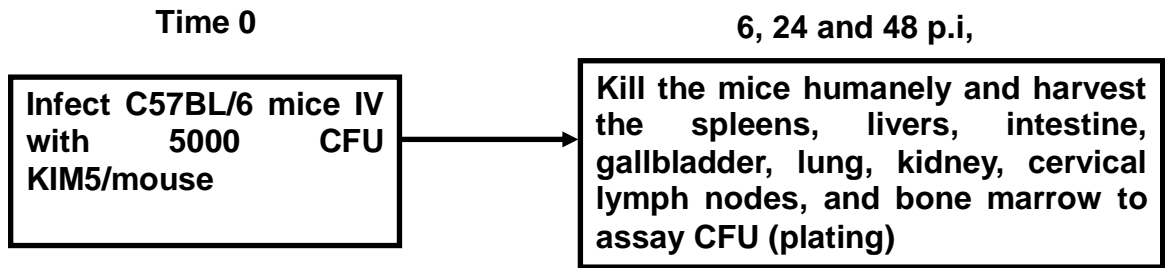 Time 0
6, 24 and 48 p.i,
Infect C57BL/6 mice IV
with 5000 CFU
KIM5/mouse
Kill the mice humanely and harvest
the spleens, livers, intestine,
gallbladder, lung, kidney, cervical
lymph nodes, and bone marrow to
assay CFU (plating)